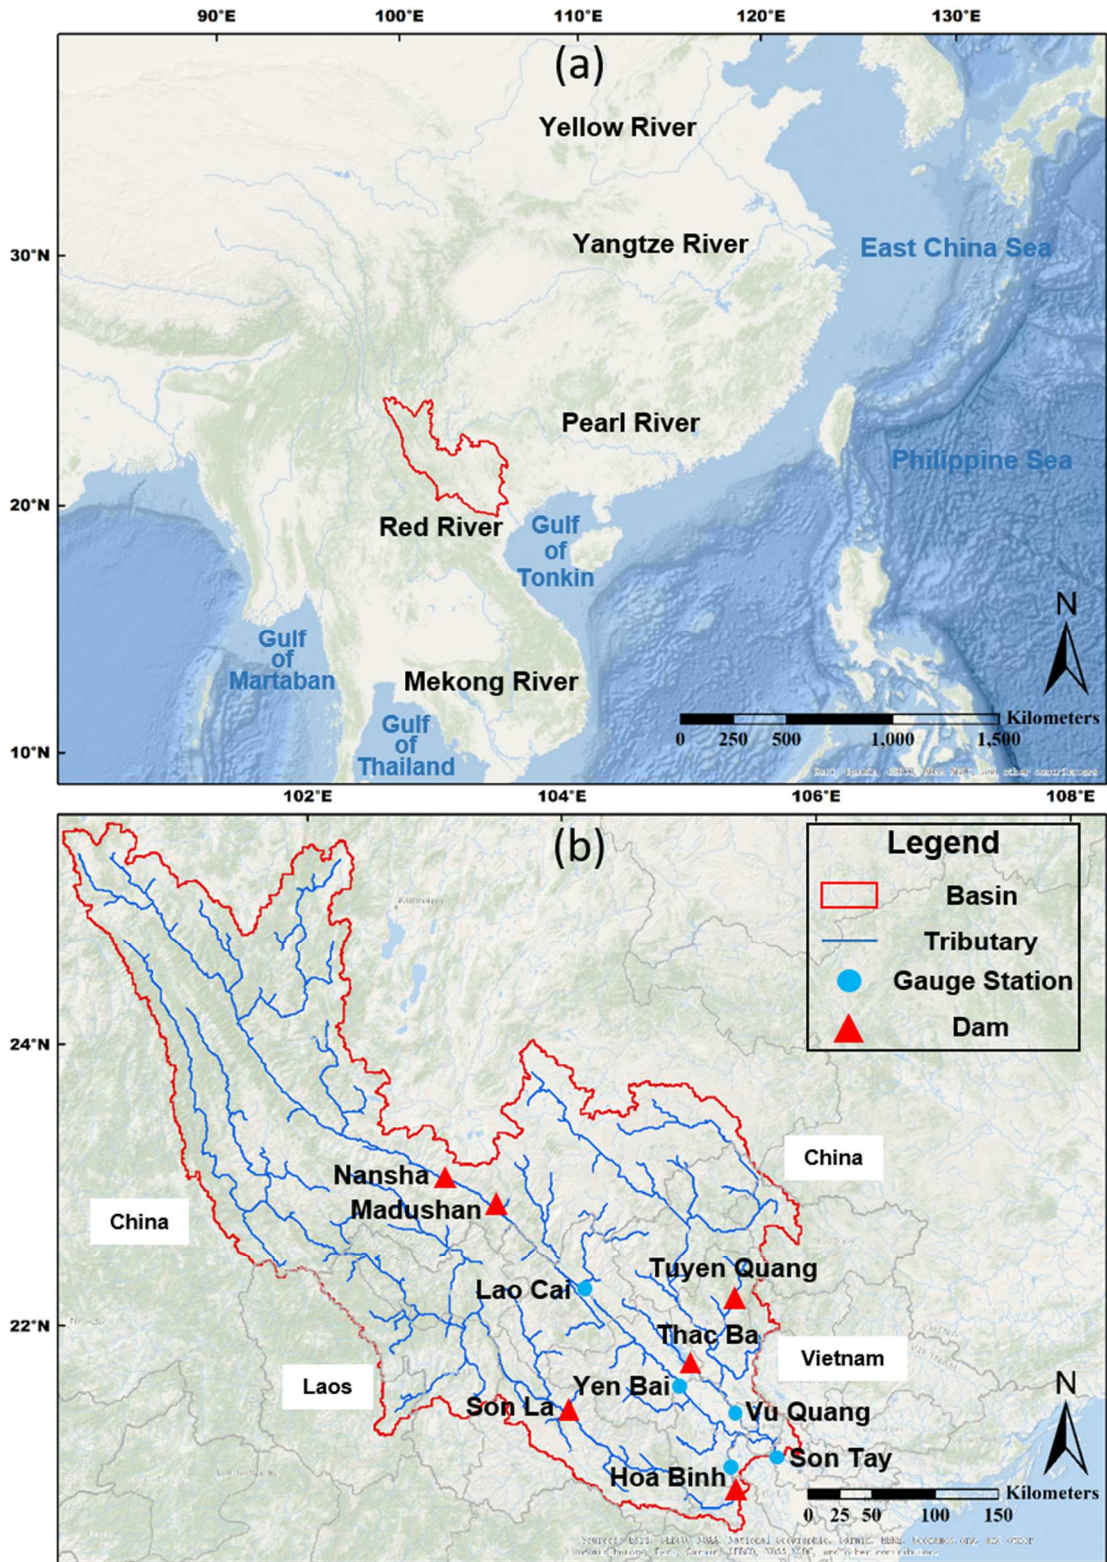 90°E 100°E 110°E 120°E 130°E
(a)
Yellow River
Yangtze River
East China Sea
30°N
Pearl River
Philippine Sea
20°N
Red River
Gulf
of
Tonkin
N
Gulf
of
Martaban
Mekong River
Gulf
of
Thailand
Kilometers
0 250 500 1,000 1,500
10°N
102°E 104°E 106°E 108°E
(b)
Legend
Basin
Tributary
Gauge Station
Dam
Kunming
24°N
China
Nansha
Madushan
China
Tuyen Quang
Lao Cai
22°N
Thac Ba
Vietnam
Laos
Yen Bai
Son La
Vu Quang
N
Son Tay
Hoa Binh
Kilometers
0 25 50 100 150